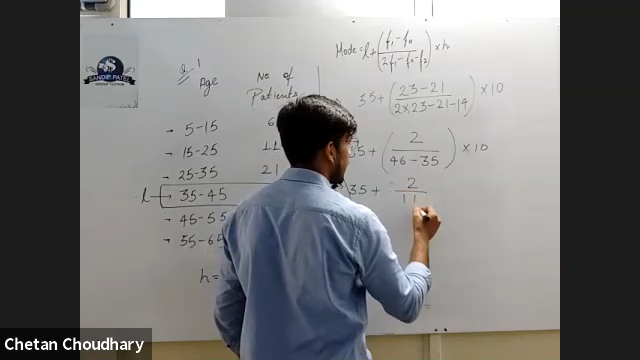 SANDIP PATEL
Q. 1
Age
No of
Patients
Mode = l + (f1 - f0 / 2f1 - f0 - f2) × h
35 + (23 - 21 / 2×23 - 21 - 14) × 10
5-15 6
15-25 11
35 + (2 / 46 - 35) × 10
25-35 21
l → 35-45
35 + 2 / 11
45-55
55-65
h =
Chetan Choudhary